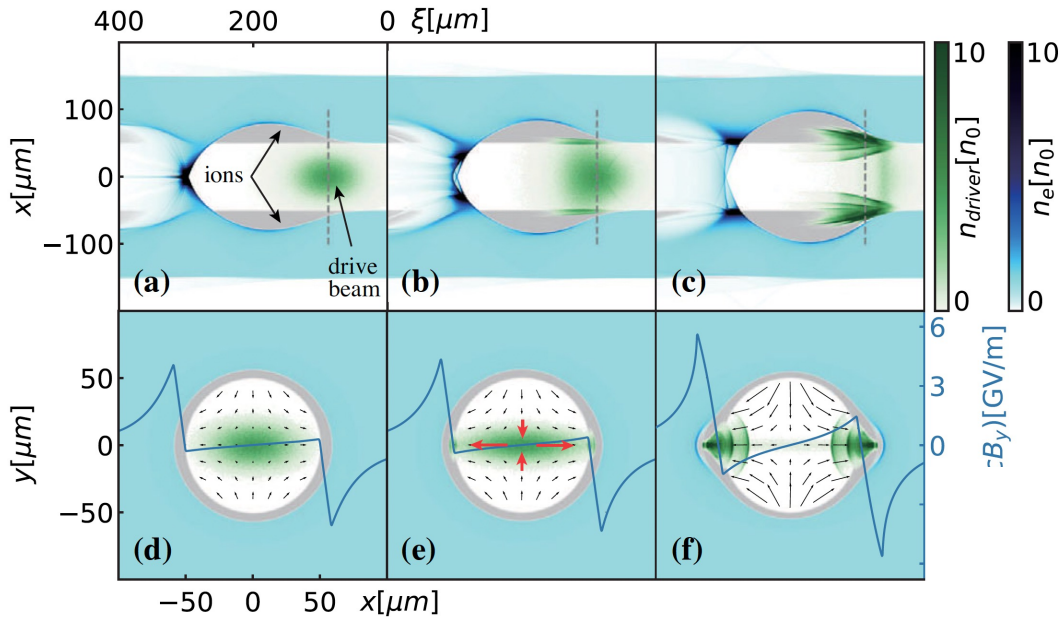 400 200 0 ξ[μm]
x[μm]
100
0
−100
ions
drive
beam
(a)
(b)
(c)
10
0
n_driver[n_0]
10
0
n_e[n_0]
y[μm]
50
0
−50
(d)
(e)
(f)
6
3
0
cB_y)[GV/m]
−50 0 50 x[μm]